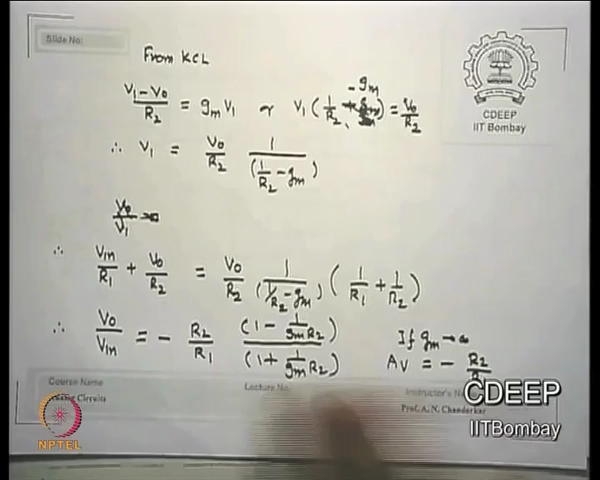 Slide No:
From KCL
(V1 - V0)/R2 = gm V1 or V1 (1/R2 - gm) = V0/R2
∴ V1 = V0/R2 1/(1/R2 - gm)
V0/V1
∴ Vin/R1 + V0/R2 = V0/R2 1/(1/R2 - gm) (1/R1 + 1/R2)
∴ V0/Vin = - R2/R1 (1 - 1/gm R2)/(1 + 1/gm R2)
If gm → ∞
AV = - R2/
Course Name
Lecture No.
Instructor's N
Circuits
Prof. A. N. Chandorkar
CDEEP
IIT Bombay
NPTEL
CDEEP
IITBombay